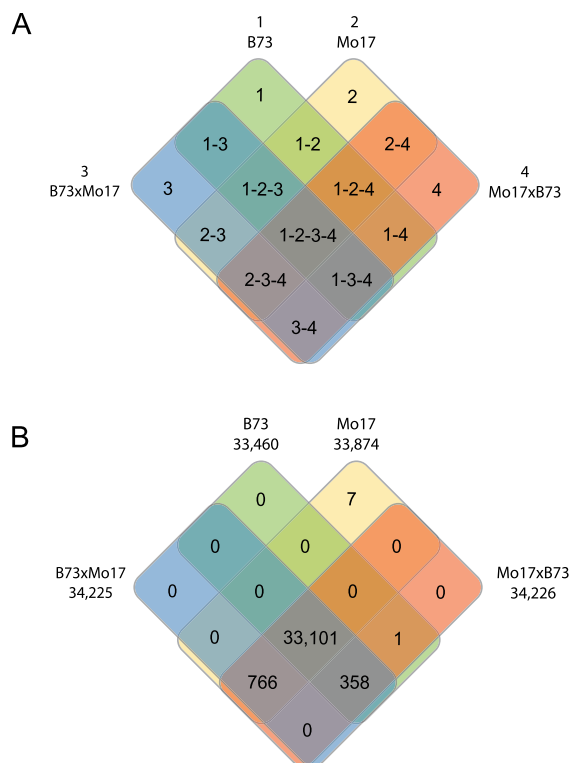 A
1 2
B73 Mo17
1 2
1-3 1-2 2-4
3 4
B73xMo17 Mo17xB73
3 1-2-3 1-2-4 4
2-3 1-2-3-4 1-4
2-3-4 1-3-4
3-4
B
B73 Mo17
33,460 33,874
0 7
0 0 0
B73xMo17 Mo17xB73
34,225 34,226
0 0 0 0
0 33,101 1
766 358
0